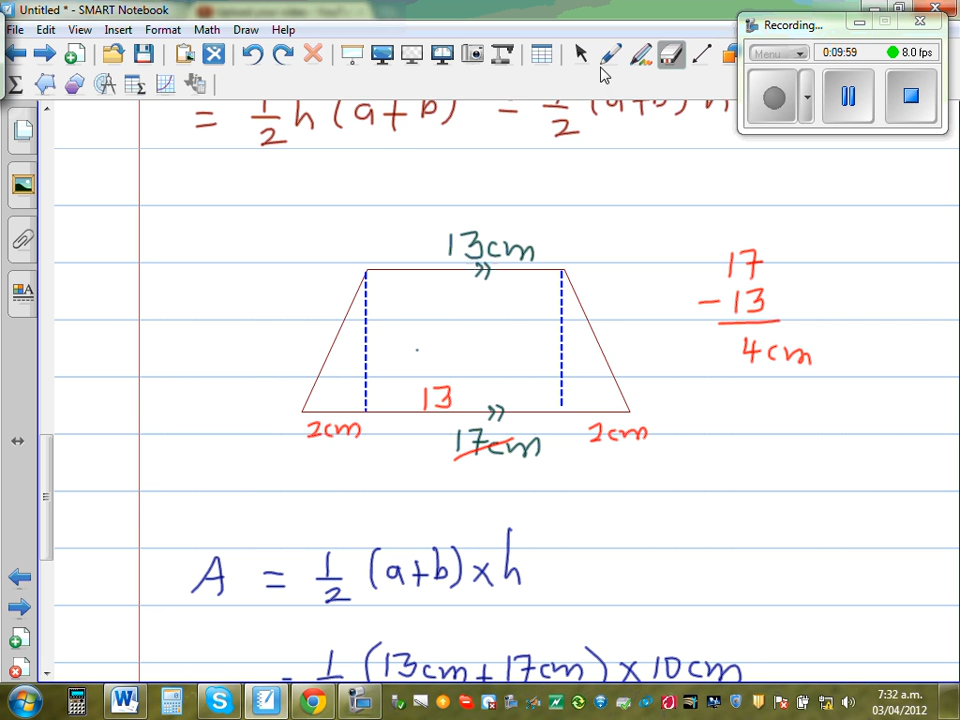 Untitled * - SMART Notebook
Recording...
File Edit View Insert Format Math Draw Help
Menu 0:09:59 8.0 fps
= 1/2 h (a+b) = 1/2 (a+b) h
13cm
17
- 13
4cm
13
2cm 17cm 2cm
A = 1/2 (a+b) × h
= 1/2 (13cm + 17cm) × 10cm
7:32 a.m.
03/04/2012